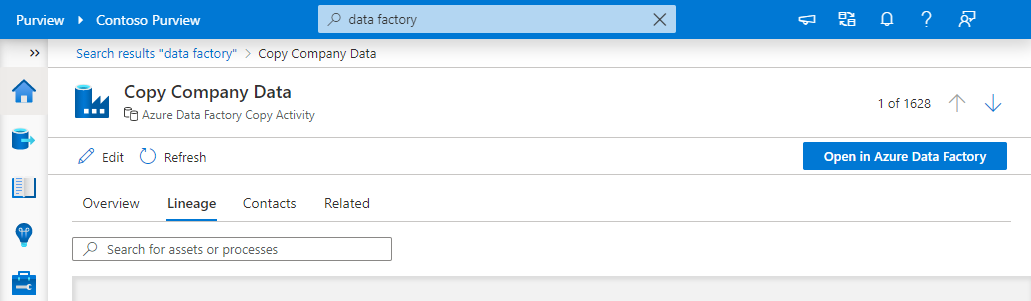 Purview Contoso Purview data factory
Search results "data factory" > Copy Company Data
Copy Company Data
Azure Data Factory Copy Activity
1 of 1628
Edit Refresh Open in Azure Data Factory
Overview Lineage Contacts Related
Search for assets or processes